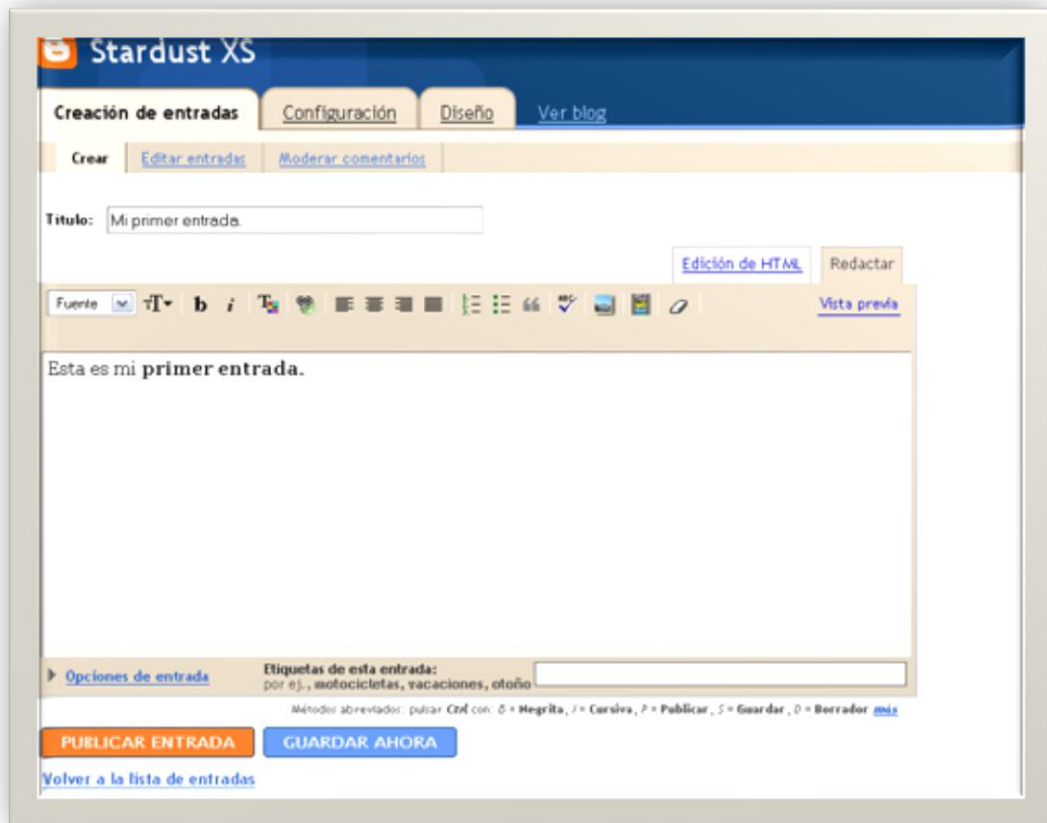 Stardust XS
Creación de entradas Configuración Diseño Ver blog
Crear Editar entradas Moderar comentarios
Título: Mi primer entrada.
Edición de HTML Redactar
Fuente T b i T ABC Vista previa
Esta es mi primer entrada.
Opciones de entrada Etiquetas de esta entrada:
por ej., motocicletas, vacaciones, otoño
Métodos abreviados: pulsar Ctrl con: B = Negrita, I = Cursiva, P = Publicar, S = Guardar, D = Borrador más
PUBLICAR ENTRADA GUARDAR AHORA
Volver a la lista de entradas